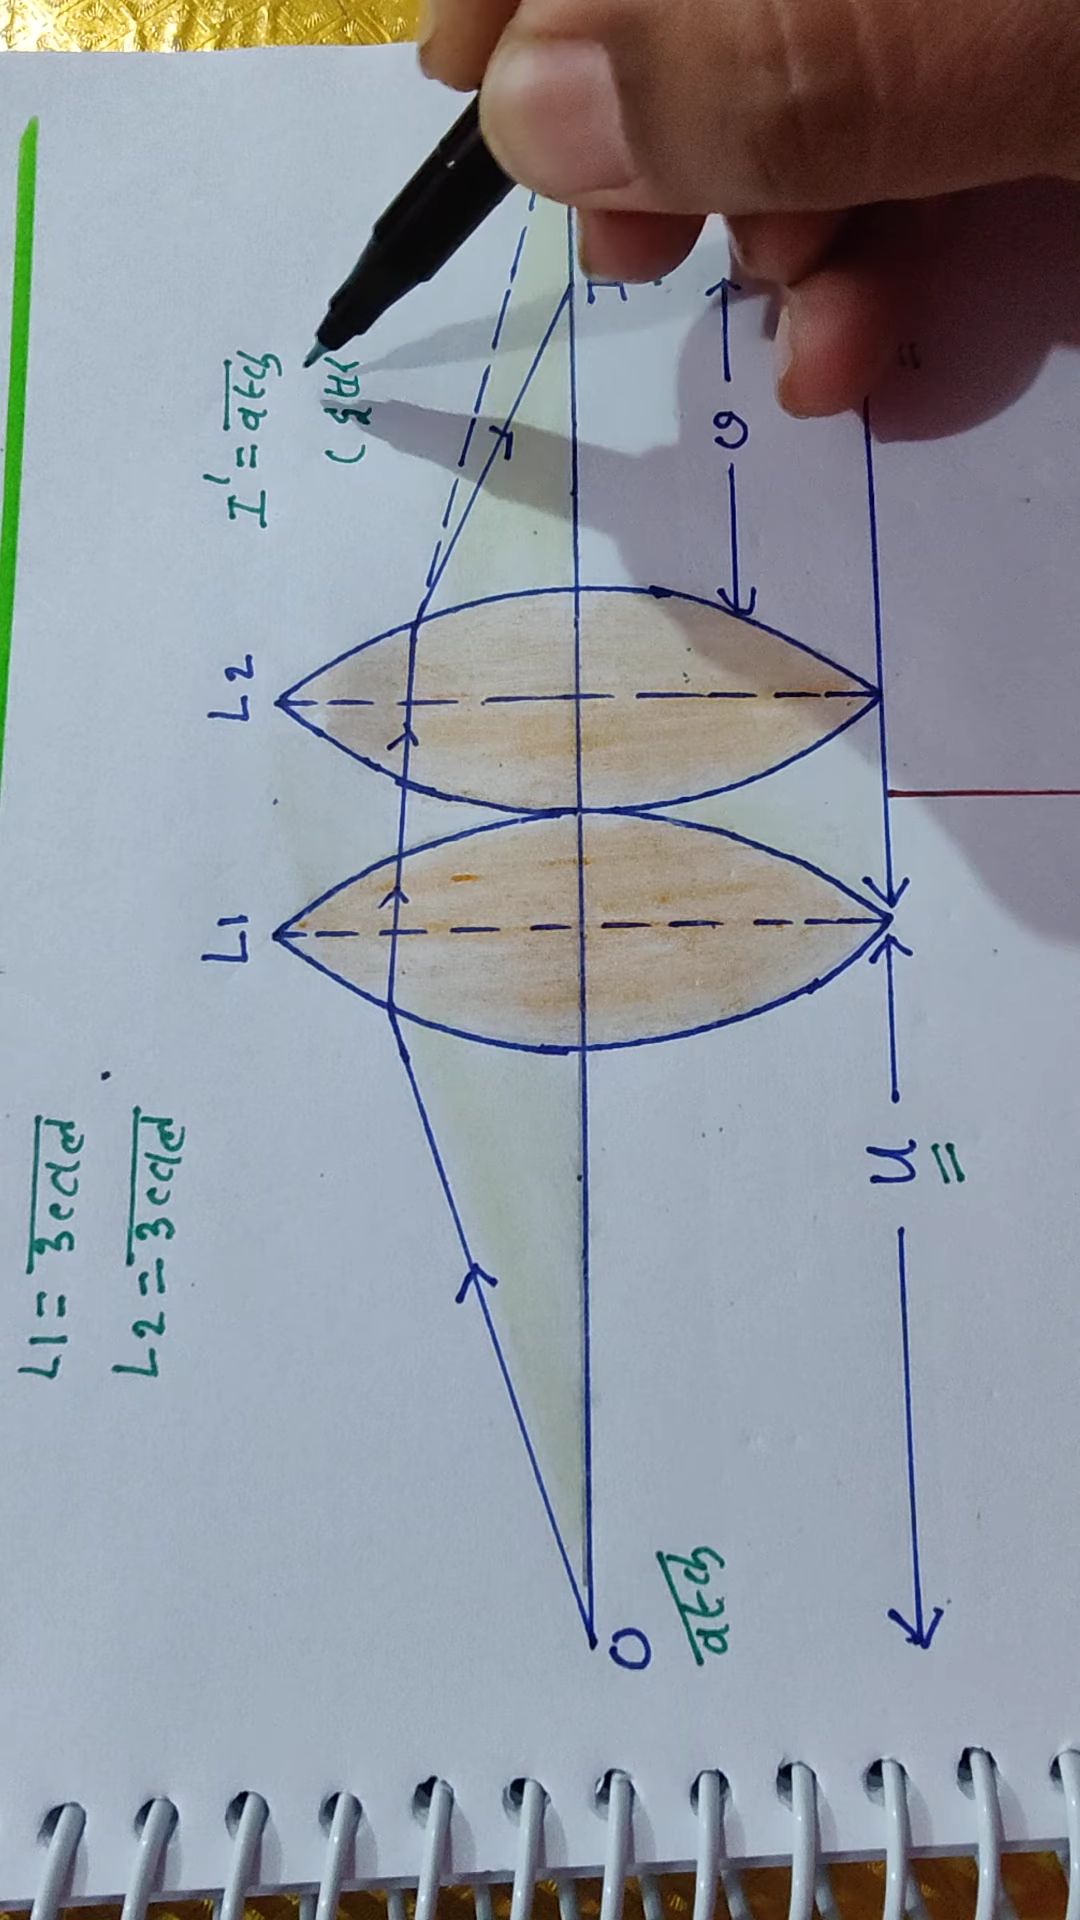 L1 = उत्तल
L2 = उत्तल
L1
L2
I' = वस्तु
O
I
वस्तु
v
u